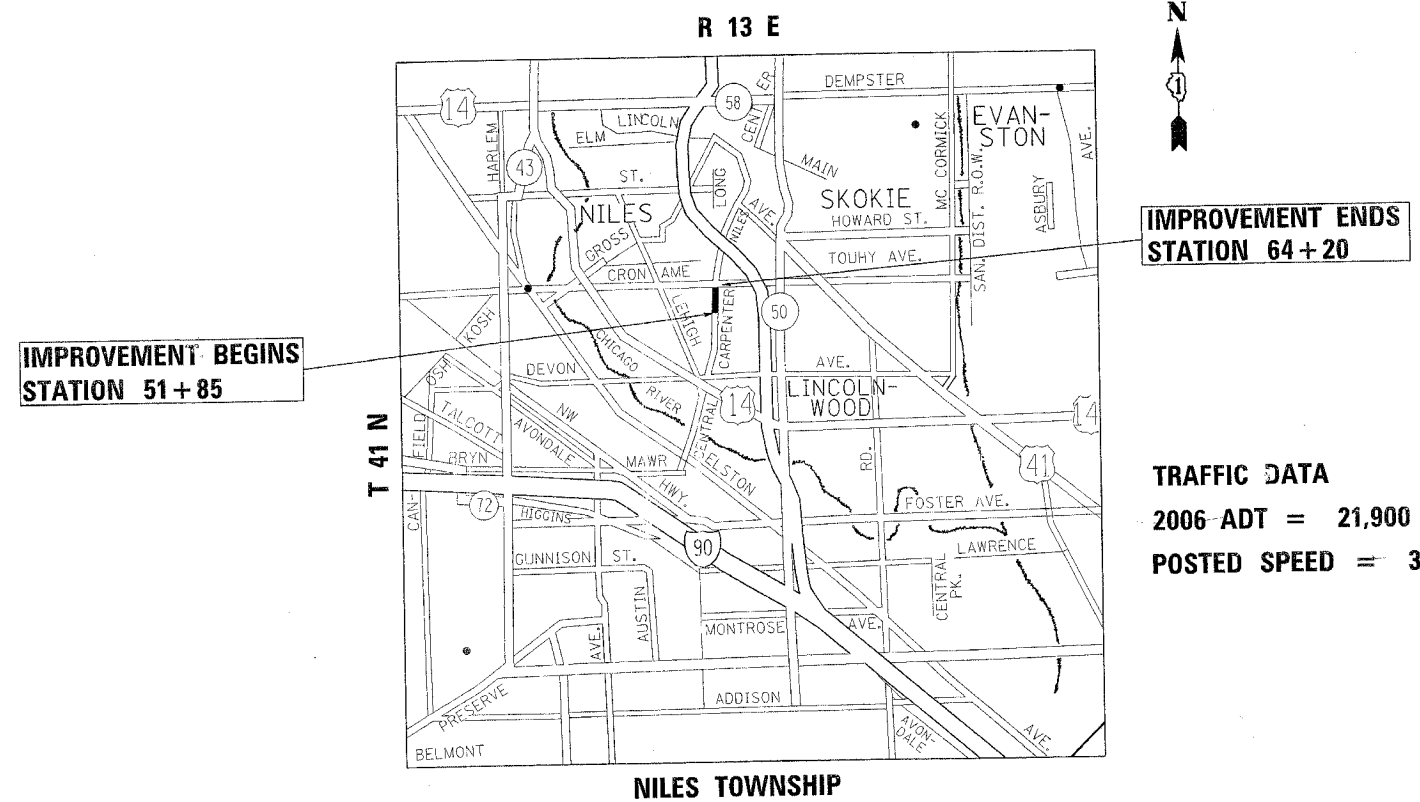 R 13 E
N
1
DEMPSTER
14
58
CENT
ER
LINCOLN
ELM
EVAN-
STON
HARLEM
43
MAIN
MC CORMICK
SAN. DIST. R.O.W.
AVE.
ST.
LONG
SKOKIE
ASBURY
NILES
AVE.
HOWARD ST.
NILES
GROSS
TOUHY AVE.
CRON AME
IMPROVEMENT ENDS
STATION 64+20
LEHIGH
CARPENTER
50
KOSH
OSH
IMPROVEMENT BEGINS
STATION 51+85
CHICAGO
RIVER
DEVON
AVE.
LINCOLN-
WOOD
14
14
T 41 N
FIELD
CAN-
TALCOTT
NW
HWY.
AVONDALE
CENTRAL
ELSTON
BRYN
MAWR
RD.
41
TRAFFIC DATA
2006 ADT = 21,900
POSTED SPEED = 3
72
HIGGINS
FOSTER AVE.
90
LAWRENCE
GUNNISON ST.
CENTRAL
PK.
AUSTIN
AVE.
MONTROSE
AVE.
PRESERVE
ADDISON
AVON-
DALE
AVE.
BELMONT
NILES TOWNSHIP